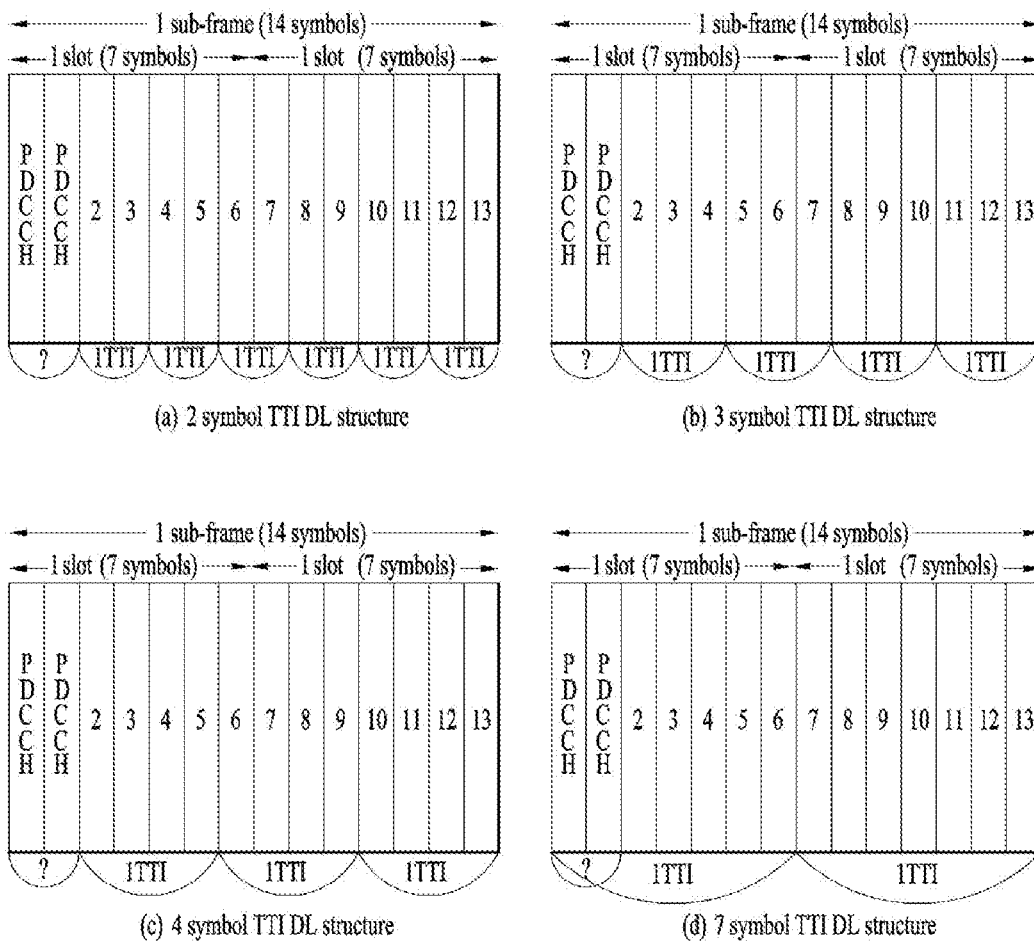 1 sub-frame (14 symbols)
1 slot (7 symbols) 1 slot (7 symbols)
PDCCH PDCCH 2 3 4 5 6 7 8 9 10 11 12 13
? 1TTI 1TTI 1TTI 1TTI 1TTI 1TTI
(a) 2 symbol TTI DL structure
1 sub-frame (14 symbols)
1 slot (7 symbols) 1 slot (7 symbols)
PDCCH PDCCH 2 3 4 5 6 7 8 9 10 11 12 13
? 1TTI 1TTI 1TTI 1TTI
(b) 3 symbol TTI DL structure
1 sub-frame (14 symbols)
1 slot (7 symbols) 1 slot (7 symbols)
PDCCH PDCCH 2 3 4 5 6 7 8 9 10 11 12 13
? 1TTI 1TTI 1TTI
(c) 4 symbol TTI DL structure
1 sub-frame (14 symbols)
1 slot (7 symbols) 1 slot (7 symbols)
PDCCH PDCCH 2 3 4 5 6 7 8 9 10 11 12 13
? 1TTI 1TTI
(d) 7 symbol TTI DL structure